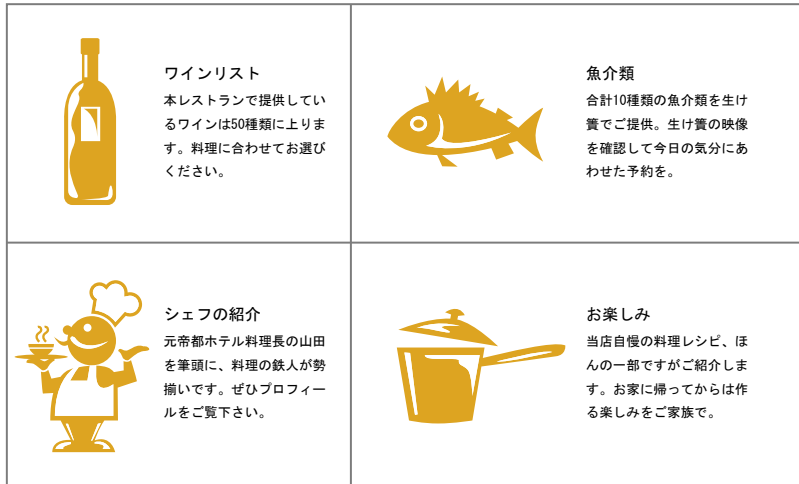 ワインリスト
本レストランで提供してい
るワインは50種類に上りま
す。料理に合わせてお選び
ください。
魚介類
合計10種類の魚介類を生け
簀でご提供。生け簀の映像
を確認して今日の気分にあ
わせた予約を。
シェフの紹介
元帝都ホテル料理長の山田
を筆頭に、料理の鉄人が勢
揃いです。ぜひプロフィー
ルをご覧下さい。
お楽しみ
当店自慢の料理レシピ、ほ
んの一部ですがご紹介しま
す。お家に帰ってからは作
る楽しみをご家族で。